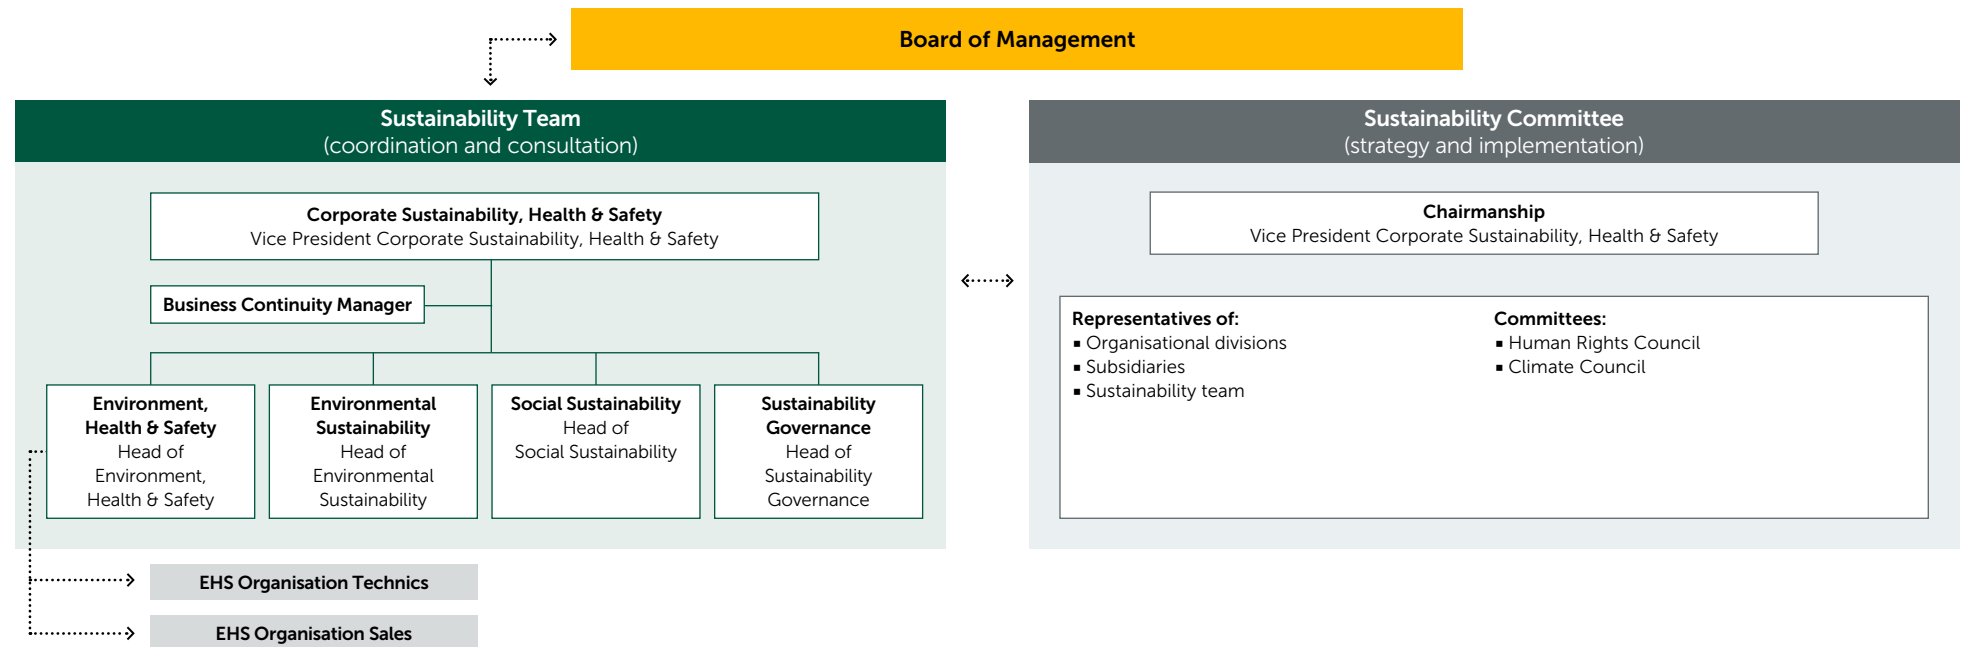 Board of Management
Sustainability Team
(coordination and consultation)
Corporate Sustainability, Health & Safety
Vice President Corporate Sustainability, Health & Safety
Business Continuity Manager
Environment,
Health & Safety
Head of
Environment,
Health & Safety
Environmental
Sustainability
Head of
Environmental
Sustainability
Social Sustainability
Head of
Social Sustainability
Sustainability
Governance
Head of
Sustainability
Governance
EHS Organisation Technics
EHS Organisation Sales
Sustainability Committee
(strategy and implementation)
Chairmanship
Vice President Corporate Sustainability, Health & Safety
Representatives of:
▪ Organisational divisions
▪ Subsidiaries
▪ Sustainability team
Committees:
▪ Human Rights Council
▪ Climate Council